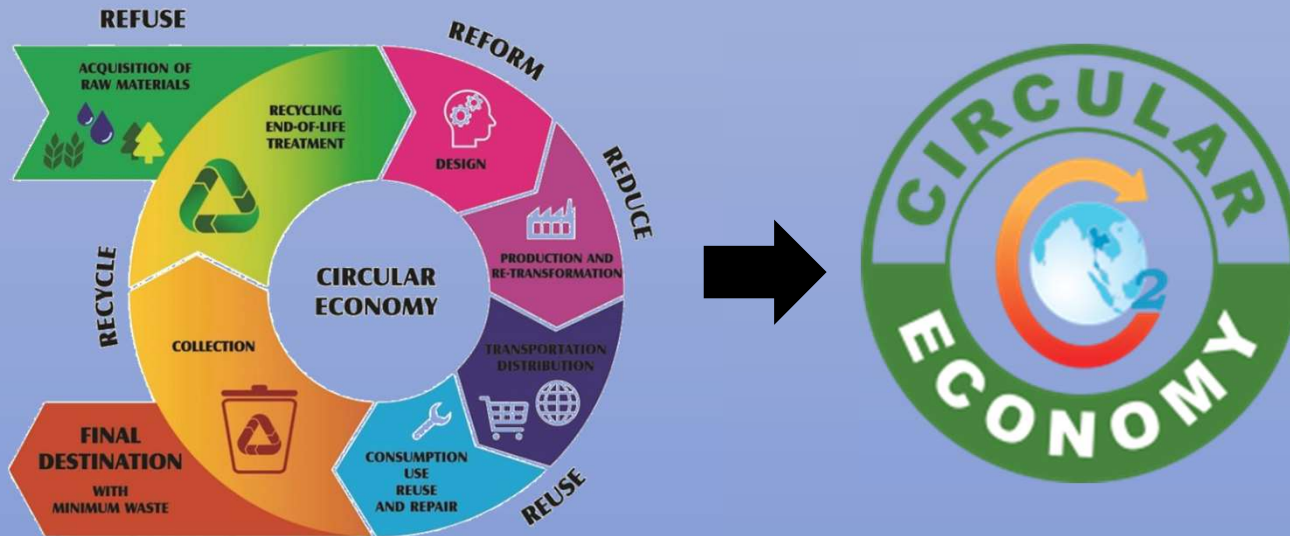 REFUSE
ACQUISITION OF
RAW MATERIALS
RECYCLING
END-OF-LIFE
TREATMENT
REFORM
DESIGN
REDUCE
PRODUCTION AND
RE-TRANSFORMATION
TRANSPORTATION
DISTRIBUTION
REUSE
CONSUMPTION
USE
REUSE
AND REPAIR
COLLECTION
RECYCLE
FINAL
DESTINATION
WITH
MINIMUM WASTE
CIRCULAR
ECONOMY
CIRCULAR
2
ECONOMY